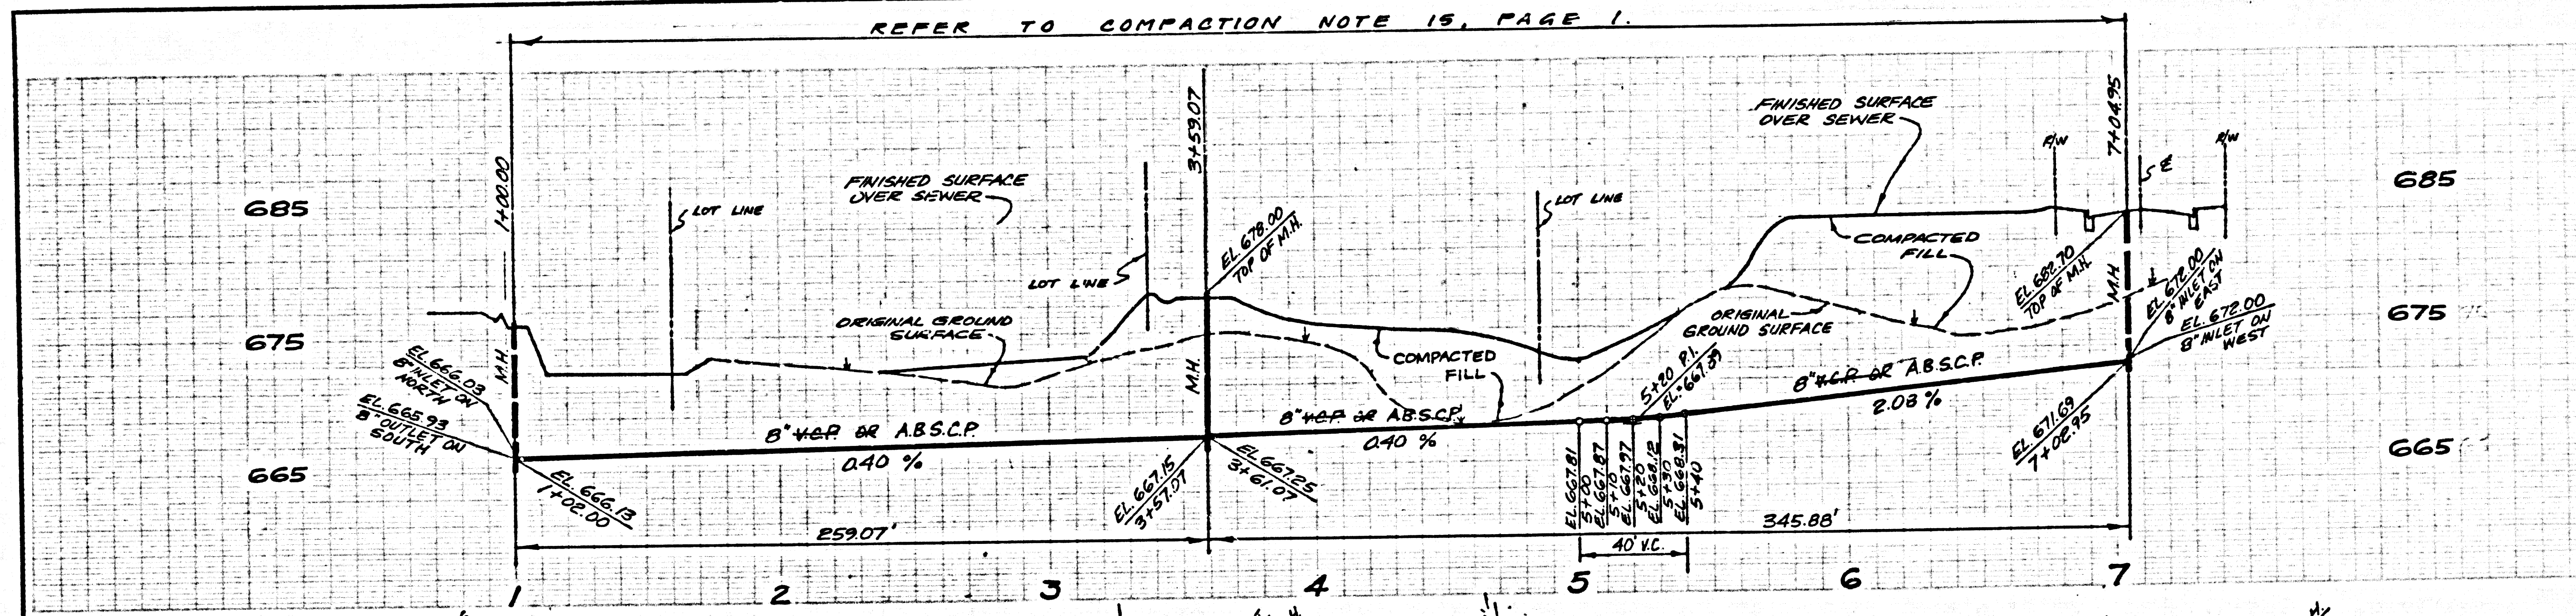 REFER TO COMPACTION NOTE 15, PAGE 1.
1+00.00
3+59.07
7+04.95
FINISHED SURFACE
OVER SEWER
FINISHED SURFACE
OVER SEWER
R/W
R/W
685
685
LOT LINE
LOT LINE
LOT LINE
EL. 678.00
TOP OF M.H.
COMPACTED
FILL
EL. 682.70
TOP OF M.H.
M.H.
EL. 672.00
8" INLET ON
EAST
EL. 672.00
8" INLET ON
WEST
675
675
ORIGINAL GROUND
SURFACE
ORIGINAL
GROUND SURFACE
M.H.
M.H.
COMPACTED
FILL
EL. 666.03
8" INLET ON
NORTH
EL. 665.93
8" OUTLET ON
SOUTH
5+20 P.I.
EL. 667.89
8" V.C.P. OR A.B.S.C.P.
0.40 %
8" V.C.P. OR A.B.S.C.P.
0.40 %
8" V.C.P. OR A.B.S.C.P.
2.03 %
665
665
EL. 666.13
1+02.00
EL. 667.15
3+57.07
EL. 667.25
3+61.07
EL. 667.81
5+00
EL. 667.87
5+10
EL. 667.97
5+20
EL. 668.12
5+30
EL. 668.31
5+40
EL. 671.69
7+02.95
259.07'
345.88'
40' V.C.
1 2 3 4 5 6 7